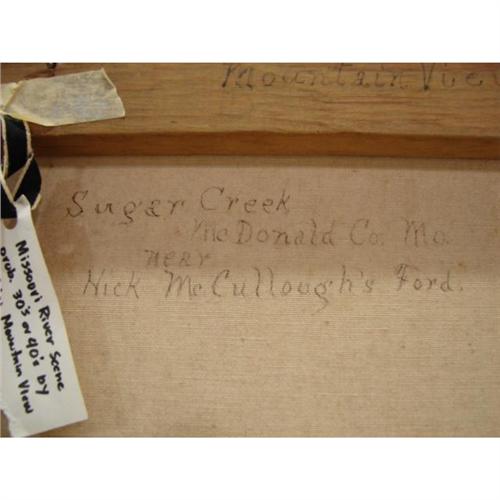 Mountain View
Sugar Creek
McDonald Co. Mo.
near
Nick McCullough's Ford.
Missouri River Scene
prob. 30's or 40's by
Mountain View